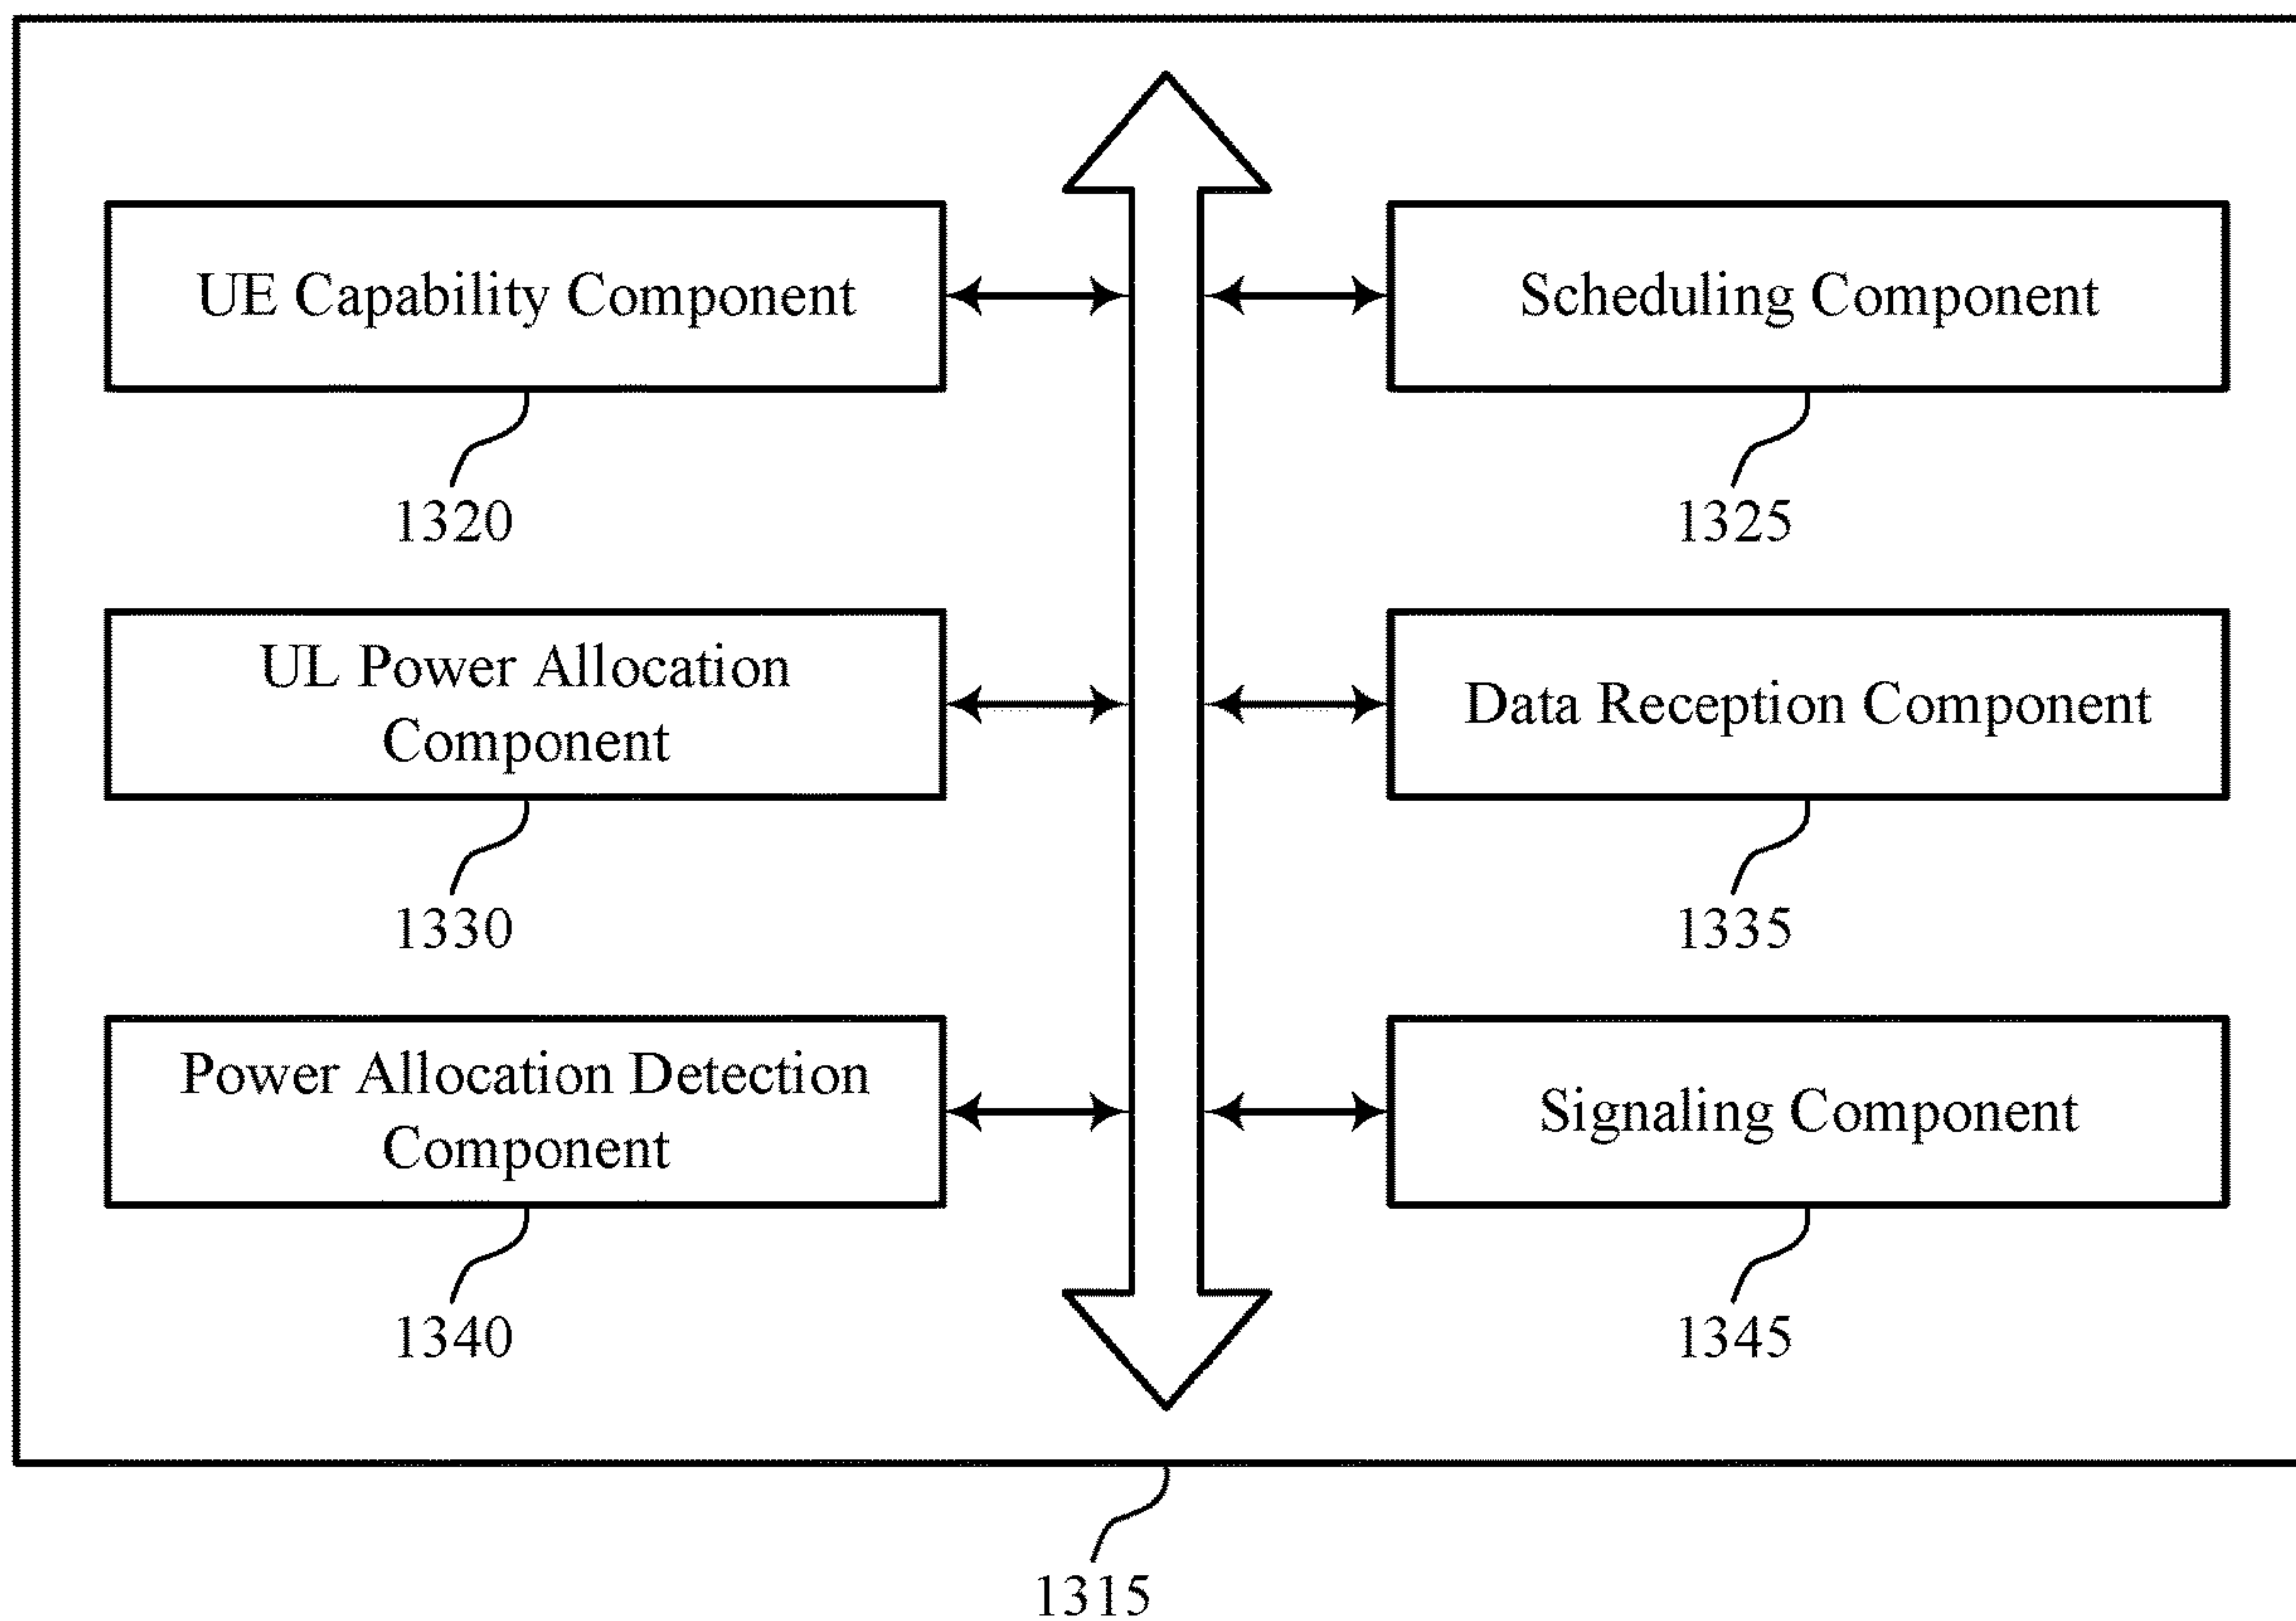 UE Capability Component
1320
Scheduling Component
1325
UL Power Allocation
Component
1330
Data Reception Component
1335
Power Allocation Detection
Component
1340
Signaling Component
1345
1315